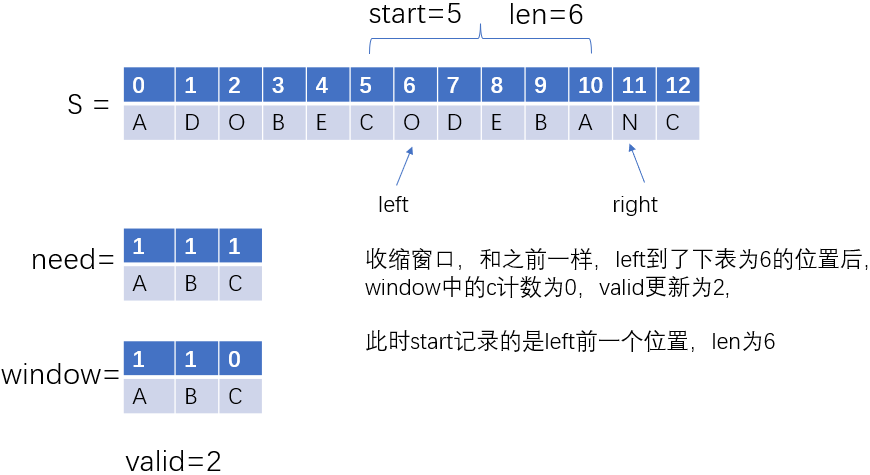 start=5 len=6
0 1 2 3 4 5 6 7 8 9 10 11 12
S =
A D O B E C O D E B A N C
left right
1 1 1
need=
A B C
收缩窗口，和之前一样，left到了下表为6的位置后，
window中的c计数为0，valid更新为2,
此时start记录的是left前一个位置，len为6
1 1 0
window=
A B C
valid=2